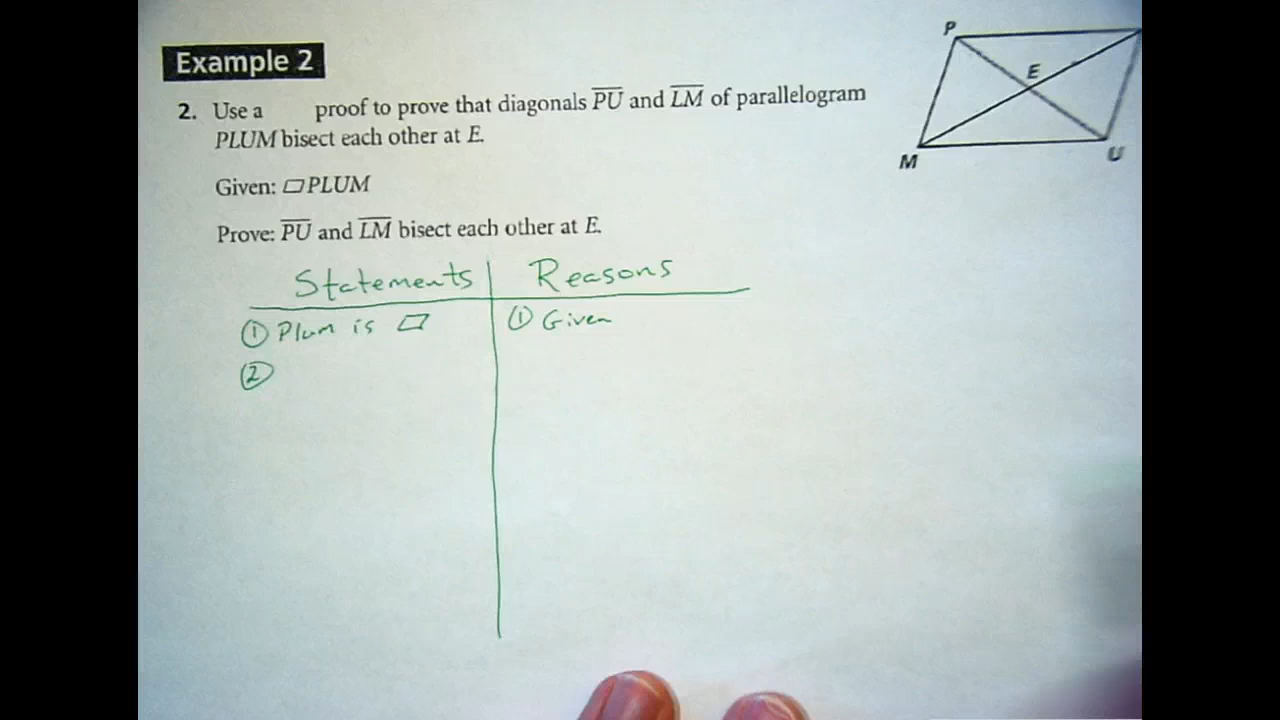 Example 2
2. Use a proof to prove that diagonals PU and LM of parallelogram
PLUM bisect each other at E.
Given: ▱PLUM
Prove: PU and LM bisect each other at E.
Statements Reasons
① Plum is ▱ ① Given
②
P
E
M
U